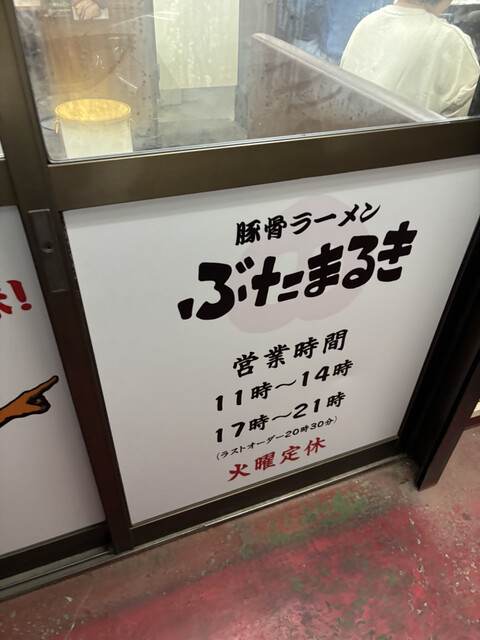 豚骨ラーメン
ぶたまるき
営業時間
11時～14時
17時～21時
(ラストオーダー20時30分)
火曜定休
!